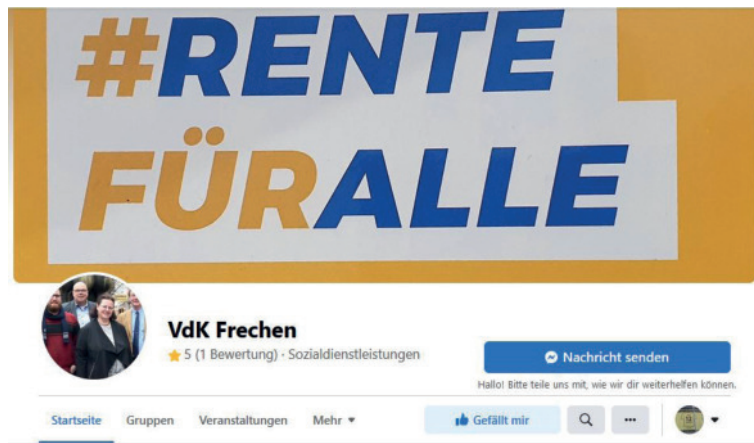 #RENTE
FÜRALLE
VdK Frechen
5 (1 Bewertung) · Sozialdienstleistungen
Nachricht senden
Hallo! Bitte teile uns mit, wie wir dir weiterhelfen können.
Startseite Gruppen Veranstaltungen Mehr Gefällt mir